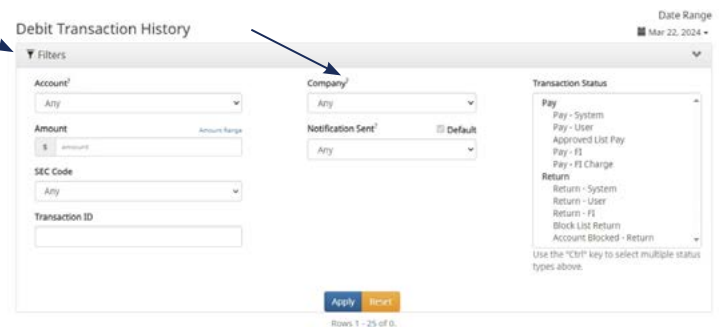 Date Range
Debit Transaction History
Mar 22, 2024
Filters
Account?
Company?
Transaction Status
Any
Any
Pay
Pay - System
Pay - User
Approved List Pay
Pay - FI
Pay - FI Charge
Return
Return - System
Return - User
Return - FI
Block List Return
Account Blocked - Return
Amount
Amount Range
Notification Sent?
Default
$ amount
Any
SEC Code
Any
Transaction ID
Use the "Ctrl" key to select multiple status
types above.
Apply
Reset
Rows 1 - 25 of 0.